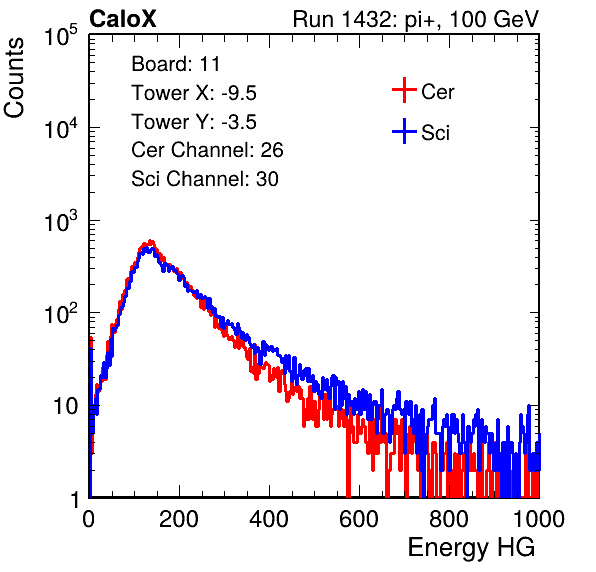 CaloX Run 1432: pi+, 100 GeV
Counts
Board: 11
Tower X: -9.5
Tower Y: -3.5
Cer Channel: 26
Sci Channel: 30
Cer
Sci
10^5
10^4
10^3
10^2
10
1
0 200 400 600 800 1000
Energy HG